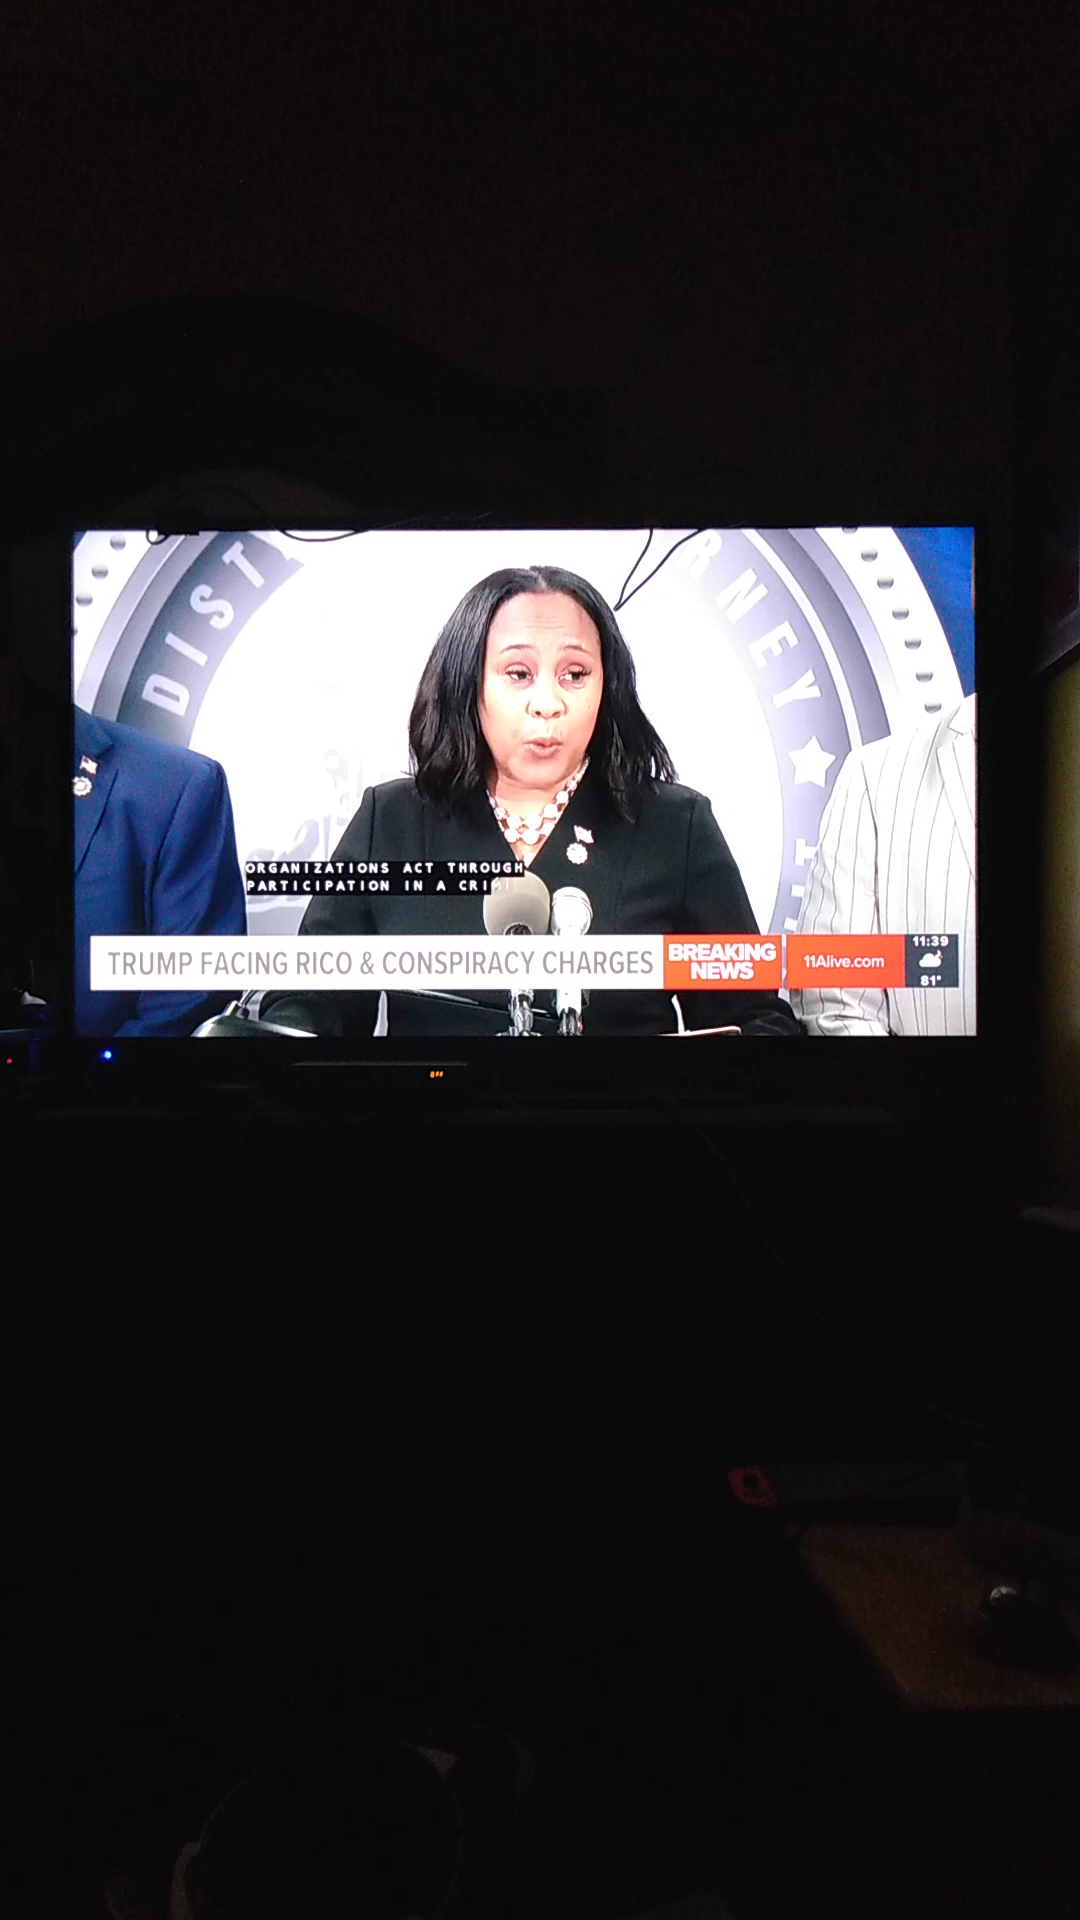 DIST
RNEY
ORGANIZATIONS ACT THROUGH
PARTICIPATION IN A CRI
TRUMP FACING RICO & CONSPIRACY CHARGES
BREAKING
NEWS
11Alive.com
11:39
81°
OFF